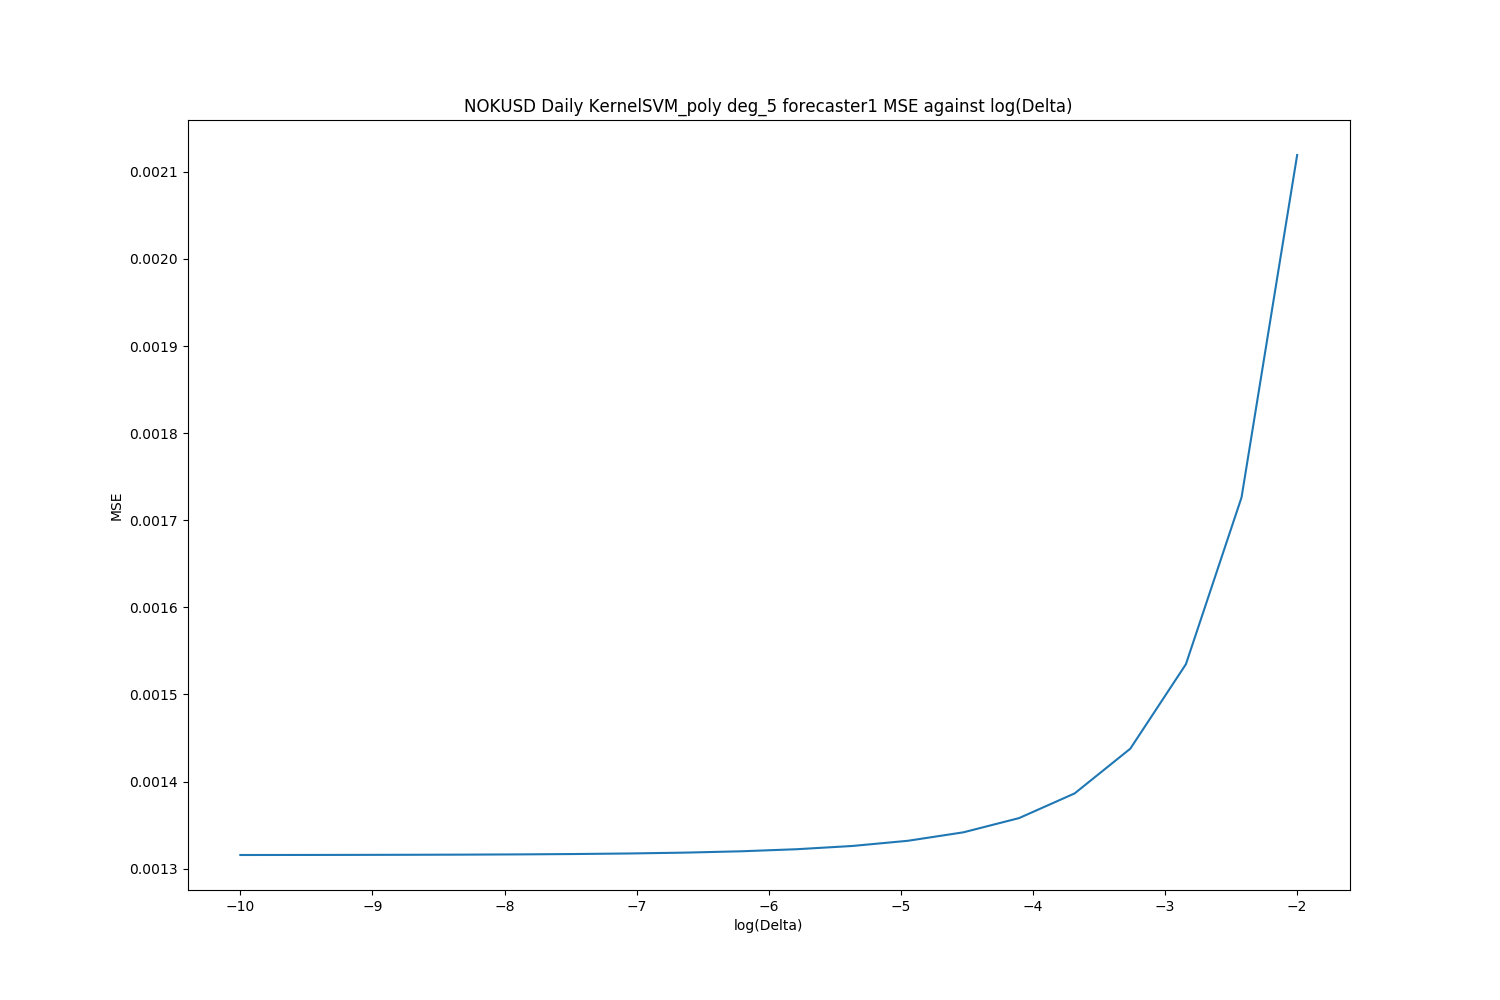 NOKUSD Daily KernelSVM_poly deg_5 forecaster1 MSE against log(Delta)
0.0021
0.0020
0.0019
0.0018
0.0017
0.0016
0.0015
0.0014
0.0013
MSE
−10 −9 −8 −7 −6 −5 −4 −3 −2
log(Delta)